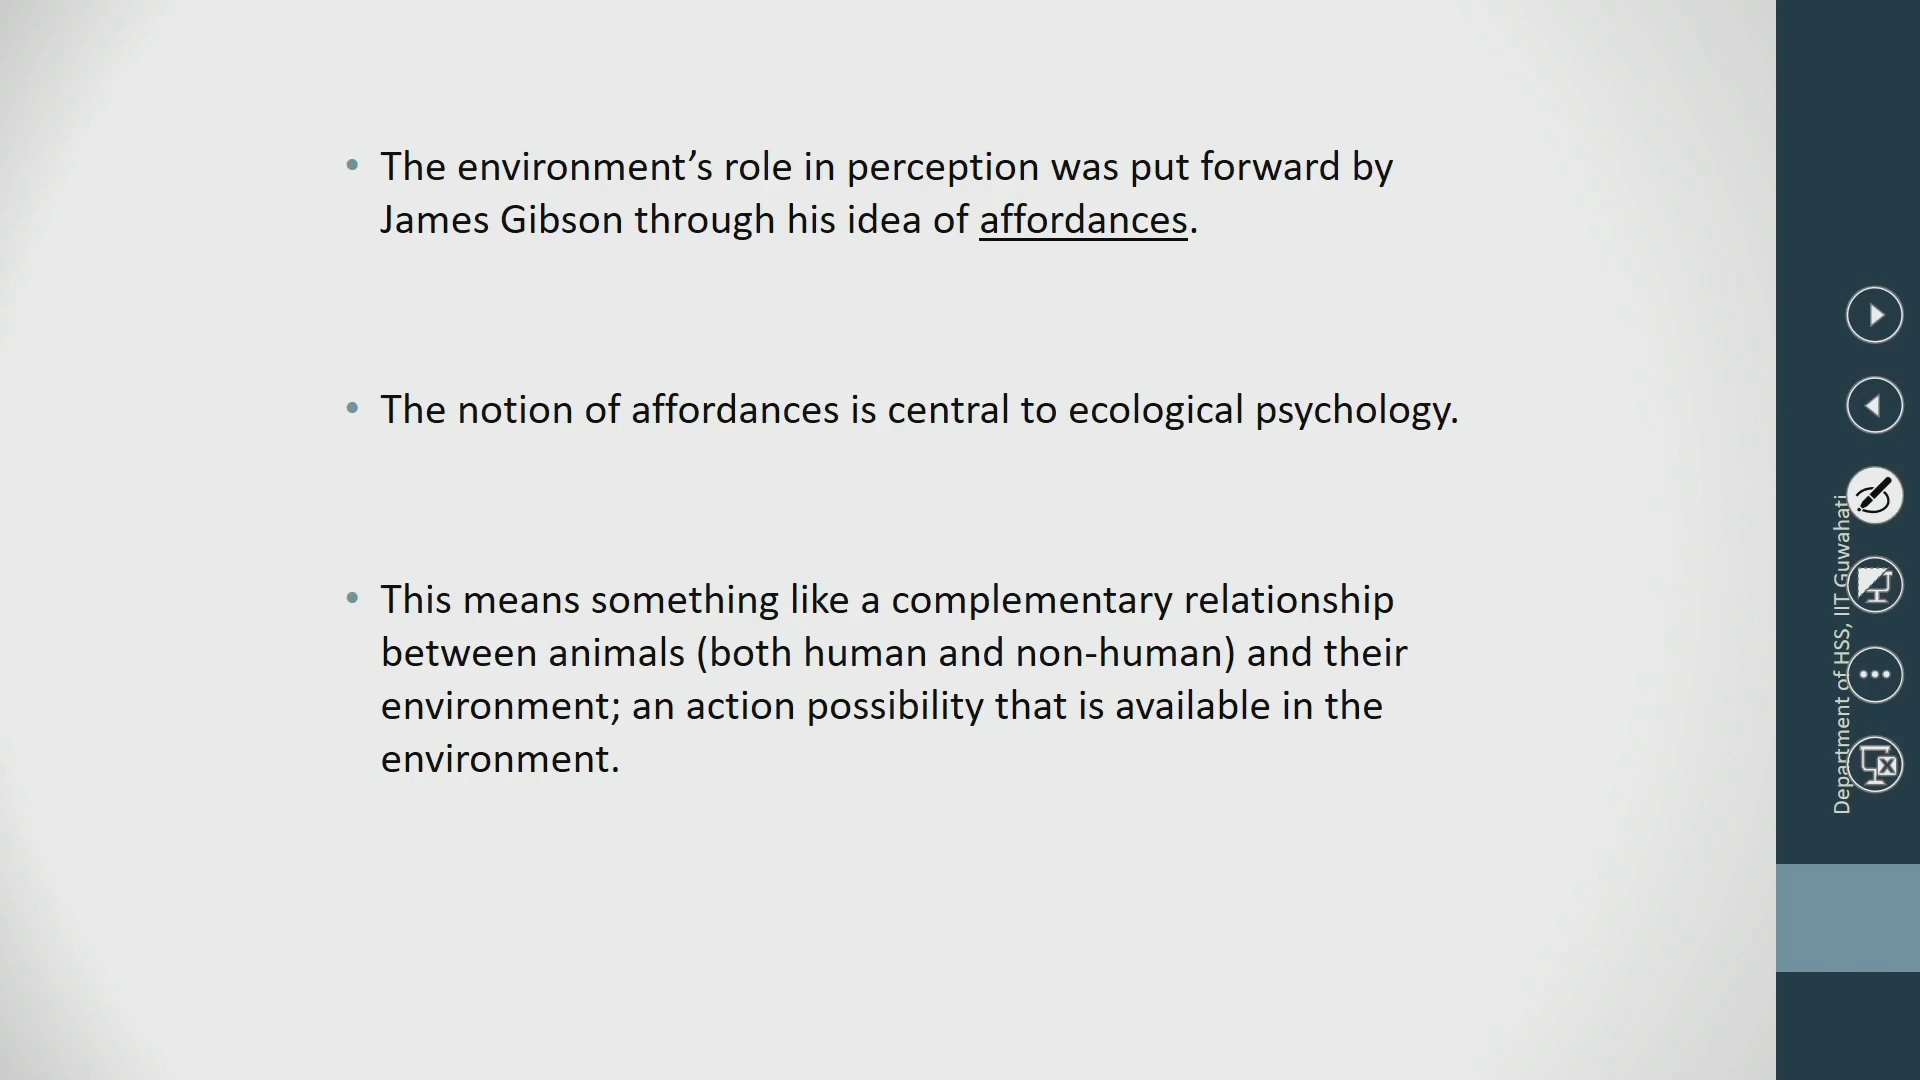 • The environment’s role in perception was put forward by
James Gibson through his idea of affordances.
• The notion of affordances is central to ecological psychology.
• This means something like a complementary relationship
between animals (both human and non-human) and their
environment; an action possibility that is available in the
environment.
Department of HSS, IIT Guwahati